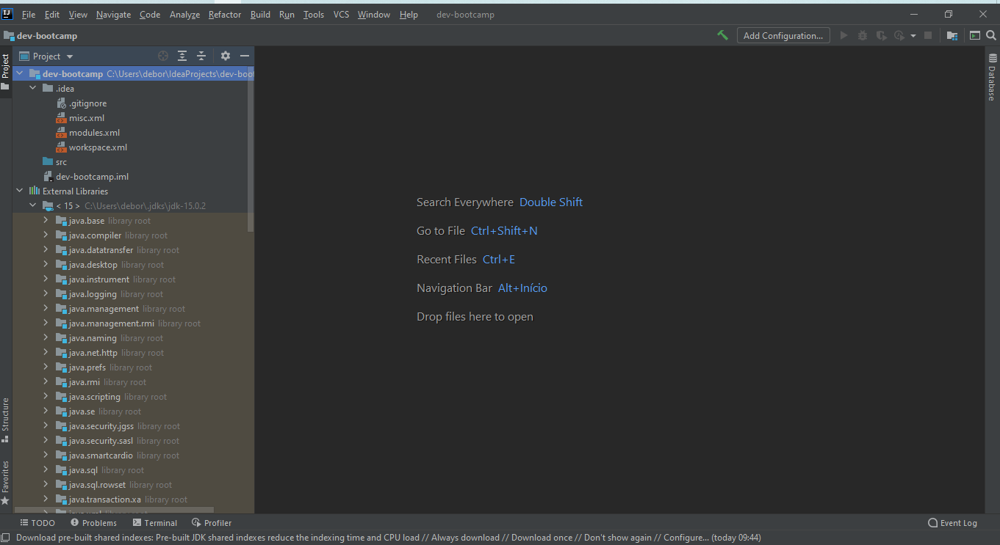 File Edit View Navigate Code Analyze Refactor Build Run Tools VCS Window Help dev-bootcamp
dev-bootcamp Add Configuration...
Project
Project
dev-bootcamp C:\Users\debor\IdeaProjects\dev-boot
.idea
.gitignore
misc.xml
modules.xml
workspace.xml
src
dev-bootcamp.iml
External Libraries
< 15 > C:\Users\debor\.jdks\jdk-15.0.2
java.base library root
java.compiler library root
java.datatransfer library root
java.desktop library root
java.instrument library root
java.logging library root
java.management library root
java.management.rmi library root
java.naming library root
java.net.http library root
java.prefs library root
java.rmi library root
java.scripting library root
java.se library root
java.security.jgss library root
java.security.sasl library root
java.smartcardio library root
java.sql library root
java.sql.rowset library root
java.transaction.xa library root
Structure
Favorites
Search Everywhere Double Shift
Go to File Ctrl+Shift+N
Recent Files Ctrl+E
Navigation Bar Alt+Início
Drop files here to open
Database
TODO Problems Terminal Profiler Event Log
Download pre-built shared indexes: Pre-built JDK shared indexes reduce the indexing time and CPU load // Always download // Download once // Don't show again // Configure... (today 09:44)